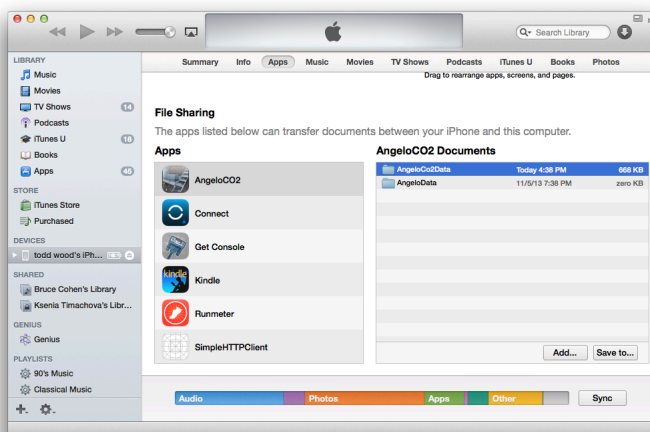 Search Library
LIBRARY
Music
Movies
TV Shows 14
Podcasts
iTunes U 18
Books
Apps 45
STORE
iTunes Store
Purchased
DEVICES
todd wood's iPh...
SHARED
Bruce Cohen's Library
Ksenia Timachova's Libr...
GENIUS
Genius
PLAYLISTS
90's Music
Classical Music
Summary Info Apps Music Movies TV Shows Podcasts iTunes U Books Photos
Drag to rearrange apps, screens, and pages.
File Sharing
The apps listed below can transfer documents between your iPhone and this computer.
Apps
AngeloCO2
Connect
Get Console
kindle
Kindle
Runmeter
SimpleHTTPClient
AngeloCO2 Documents
AngeloCo2Data Today 4:38 PM 668 KB
AngeloData 11/5/13 7:38 PM zero KB
Add... Save to...
Audio Photos Apps Other Sync